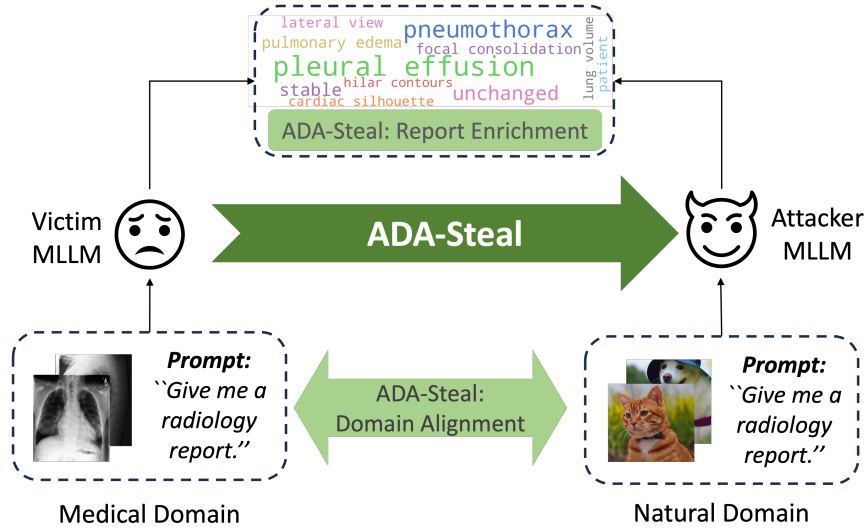 lateral view
pneumothorax
pulmonary edema
focal consolidation
pleural effusion
hilar contours
stable
unchanged
cardiac silhouette
lung volume
patient
ADA-Steal: Report Enrichment
Victim
MLLM
ADA-Steal
Attacker
MLLM
Prompt:
``Give me a
radiology
report.’’
ADA-Steal:
Domain Alignment
Prompt:
``Give me a
radiology
report.’’
Medical Domain
Natural Domain